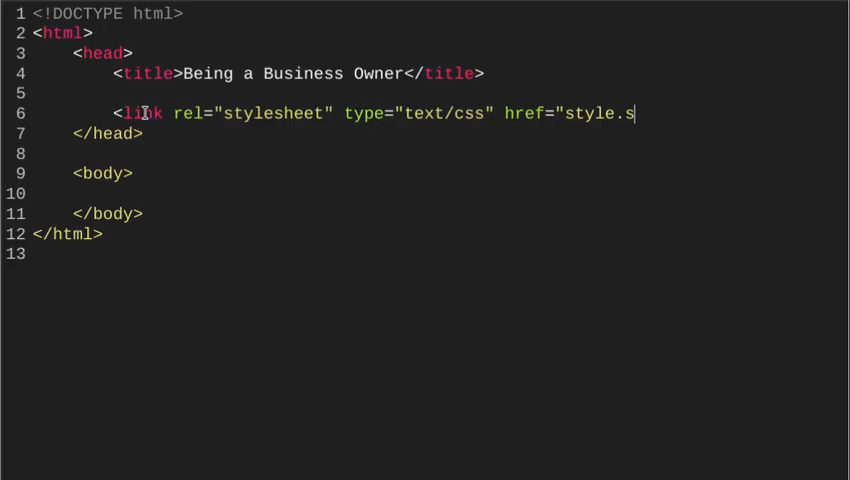 1 <!DOCTYPE html>
2 <html>
3     <head>
4         <title>Being a Business Owner</title>
5
6         <link rel="stylesheet" type="text/css" href="style.s
7     </head>
8
9     <body>
10
11     </body>
12 </html>
13